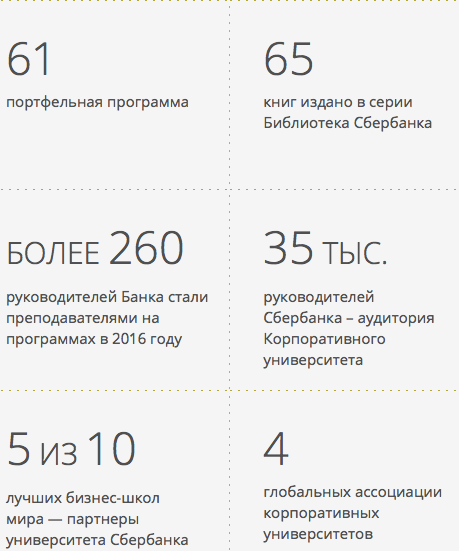 61
портфельная программа
65
книг издано в серии
Библиотека Сбербанка
БОЛЕЕ 260
руководителей Банка стали
преподавателями на
программах в 2016 году
35 ТЫС.
руководителей
Сбербанка – аудитория
Корпоративного
университета
5 ИЗ 10
лучших бизнес-школ
мира — партнеры
университета Сбербанка
4
глобальных ассоциации
корпоративных
университетов